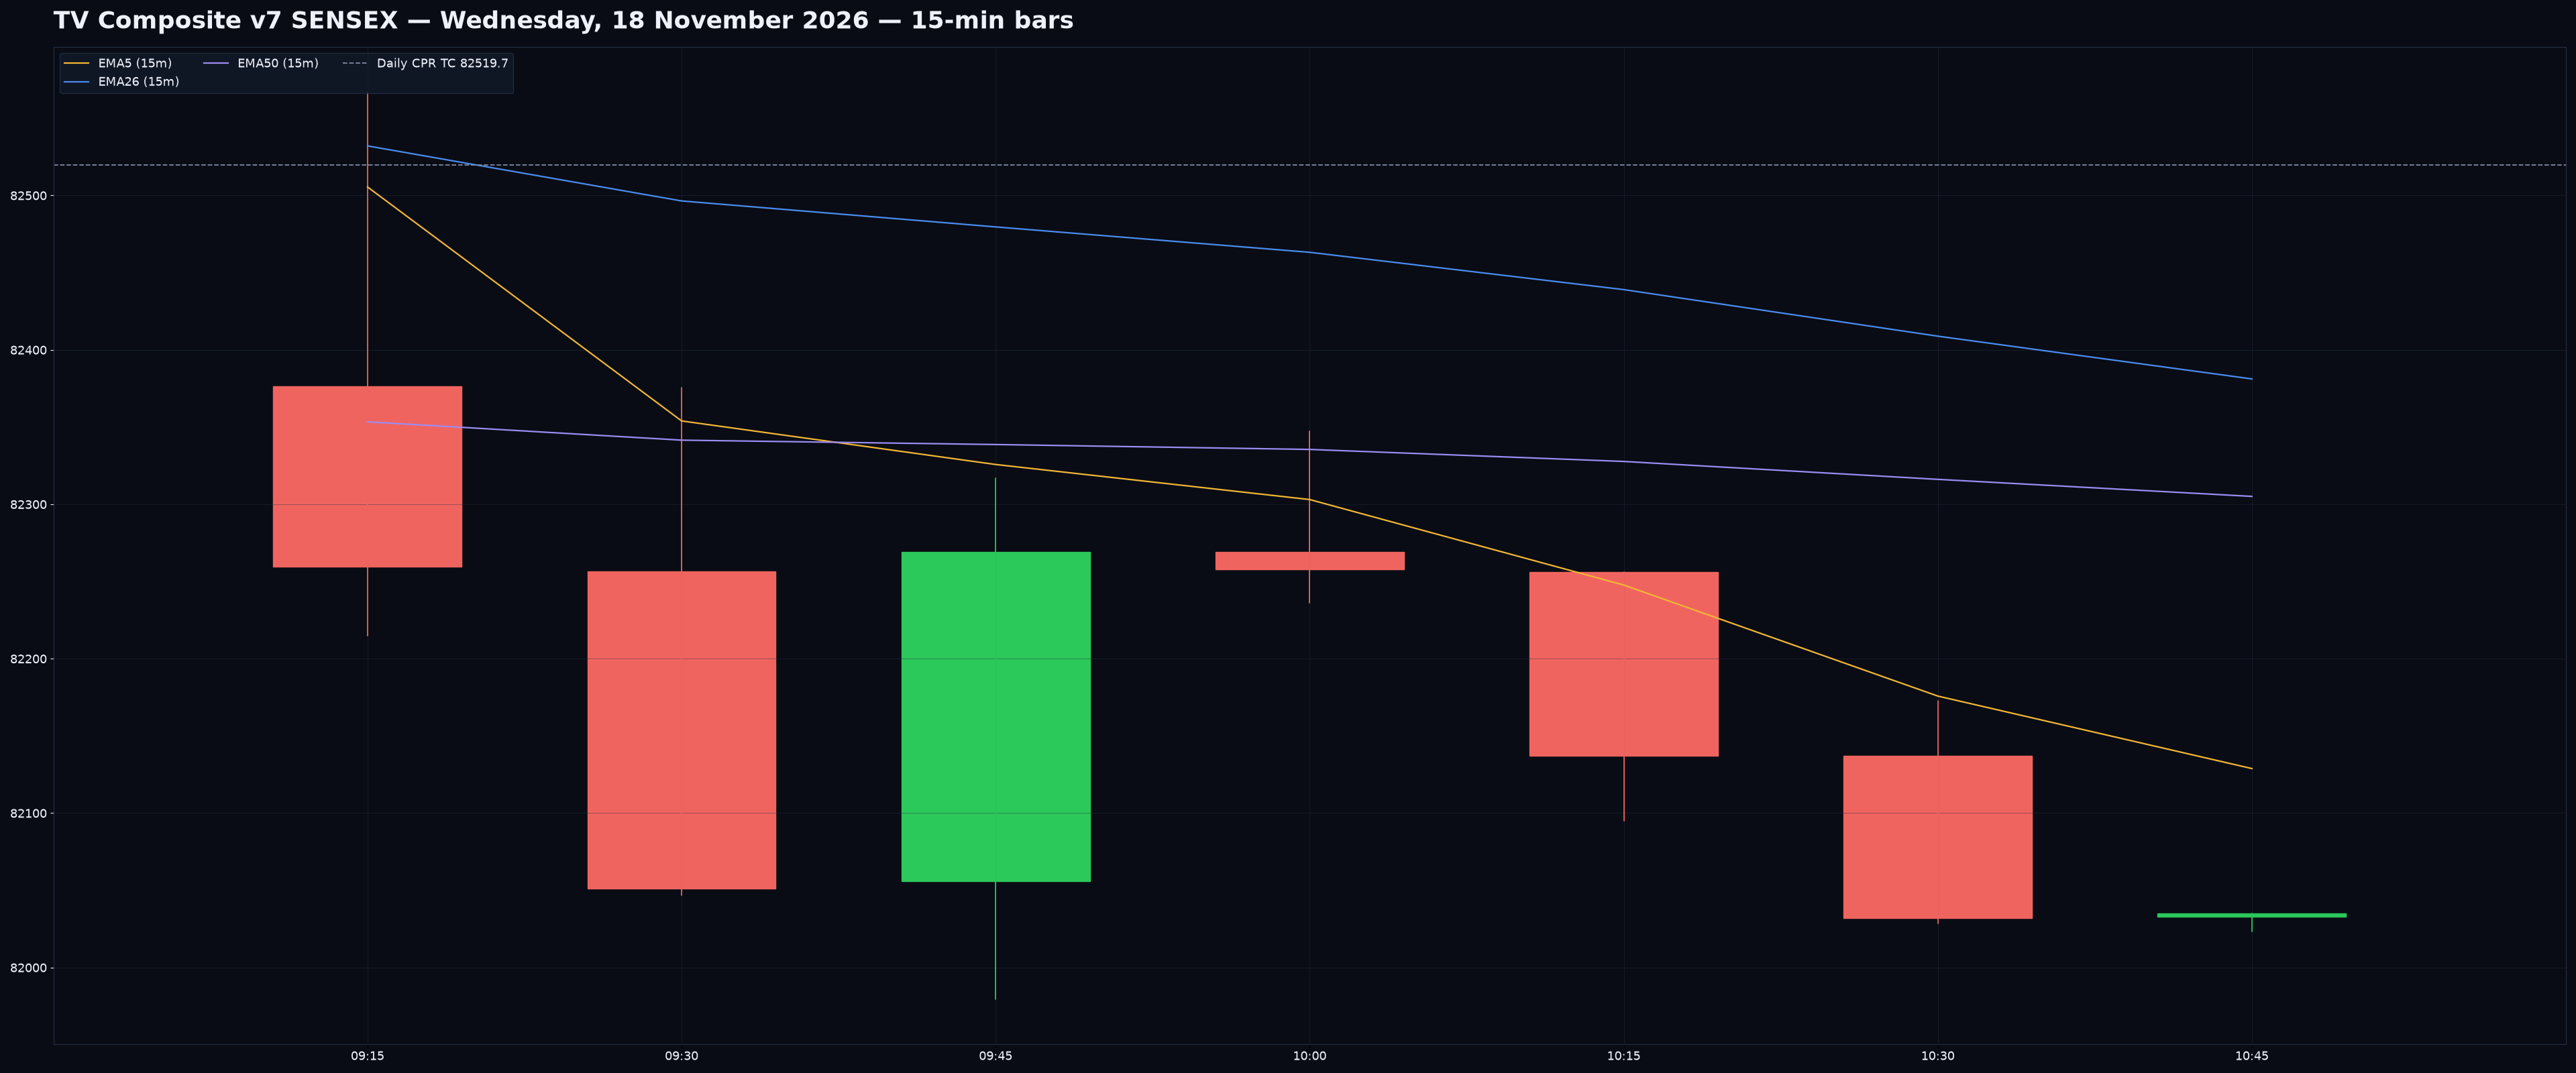 TV Composite v7 SENSEX — Wednesday, 18 November 2026 — 15-min bars
EMA5 (15m) EMA50 (15m) Daily CPR TC 82519.7
EMA26 (15m)
82500
82400
82300
82200
82100
82000
09:15 09:30 09:45 10:00 10:15 10:30 10:45